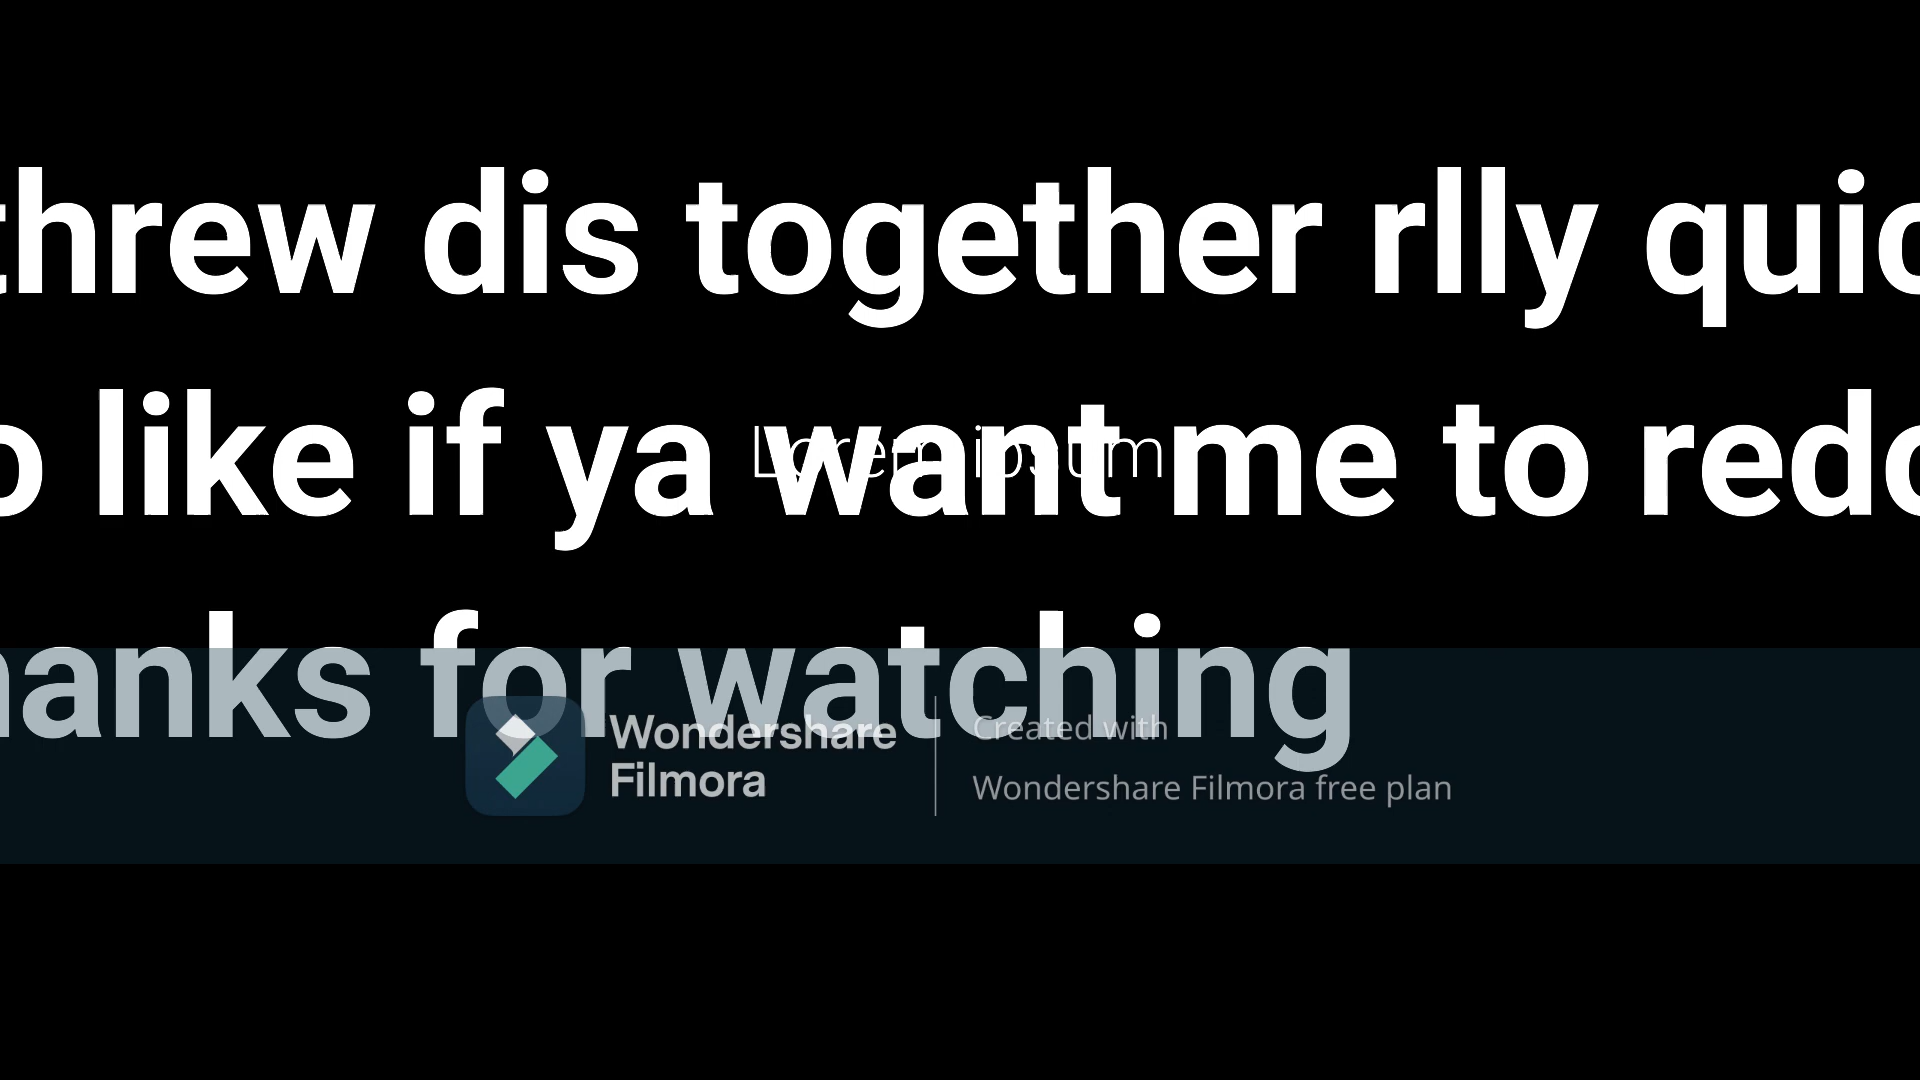 threw dis together rlly quic
o like if ya want me to redo
Lorem ipsum
hanks for watching
Wondershare
Filmora
Created with
Wondershare Filmora free plan